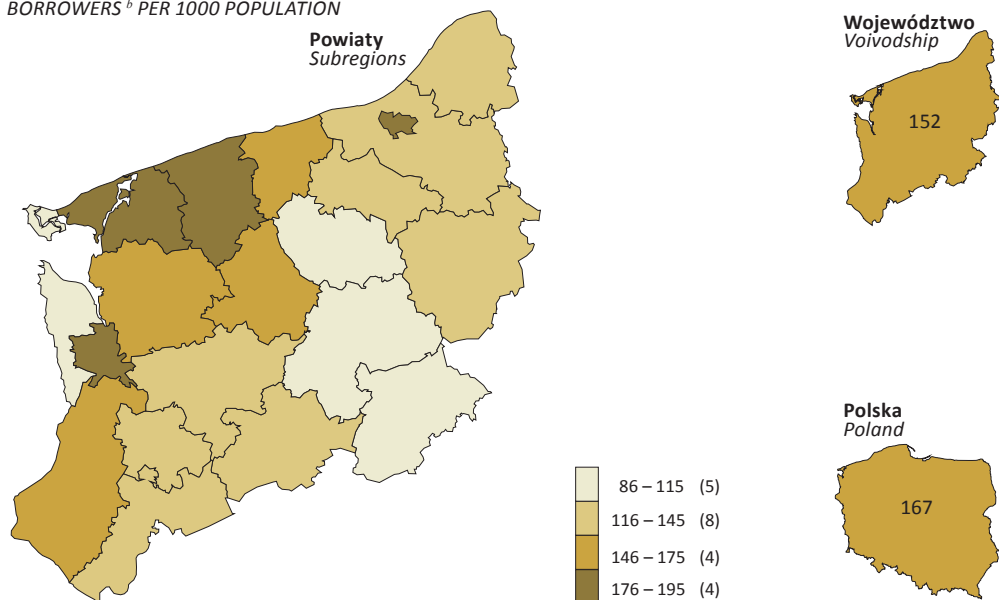 BORROWERS ᵇ PER 1000 POPULATION
Powiaty
Subregions
Województwo
Voivodship
152
Polska
Poland
167
86 – 115 (5)
116 – 145 (8)
146 – 175 (4)
176 – 195 (4)